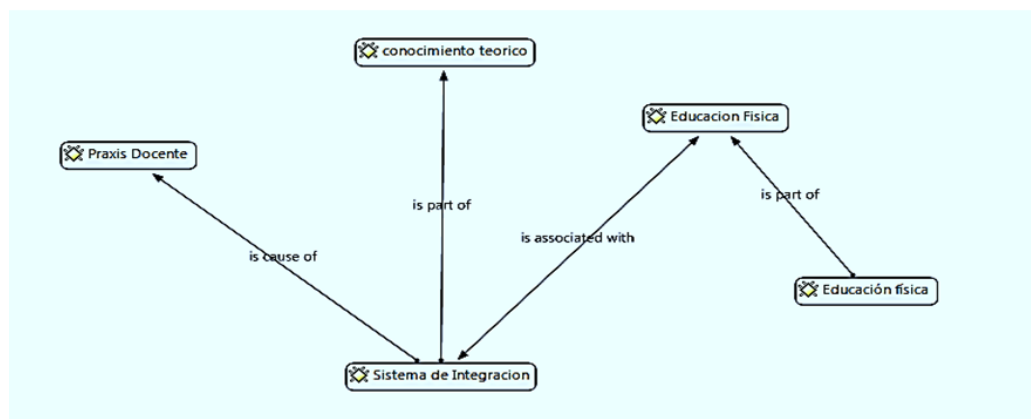 conocimiento teorico
Educacion Fisica
Praxis Docente
is part of
is part of
is associated with
is cause of
Educación física
Sistema de Integracion